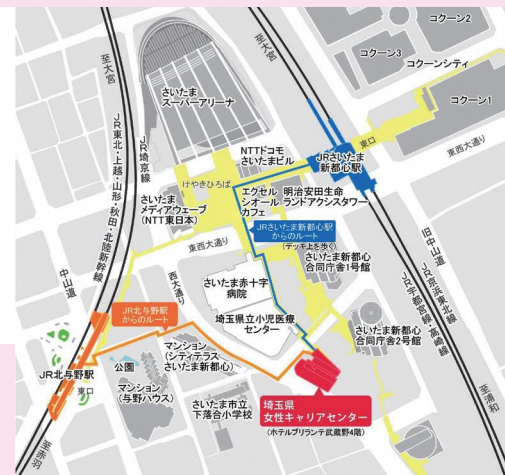 コクーン2
コクーン3
コクーンシティ
コクーン1
至大宮
至大宮
さいたま
スーパーアリーナ
JR東北・上越・山形・秋田・北陸新幹線
JR埼京線
NTTドコモ
さいたまビル
東口
JRさいたま
新都心駅
東西大通り
けやきひろば
エクセル
シオール
カフェ
明治安田生命
ランドアクシスタワー
さいたま
メディアウェーブ
(NTT東日本)
JRさいたま新都心駅
からのルート
(デッキ上を歩く)
東西大通り
中山道
西大通り
さいたま新都心
合同庁舎1号館
旧中山道
JR京浜東北線
JR宇都宮線・高崎線
さいたま赤十字
病院
埼玉県立小児医療
センター
JR北与野駅
からのルート
さいたま新都心
合同庁舎2号館
マンション
(シティテラス
さいたま新都心)
公園
JR北与野駅
東口
マンション
(与野ハウス)
さいたま市立
下落合小学校
埼玉県
女性キャリアセンター
(ホテルブリランテ武蔵野4階)
至浦和
至赤羽